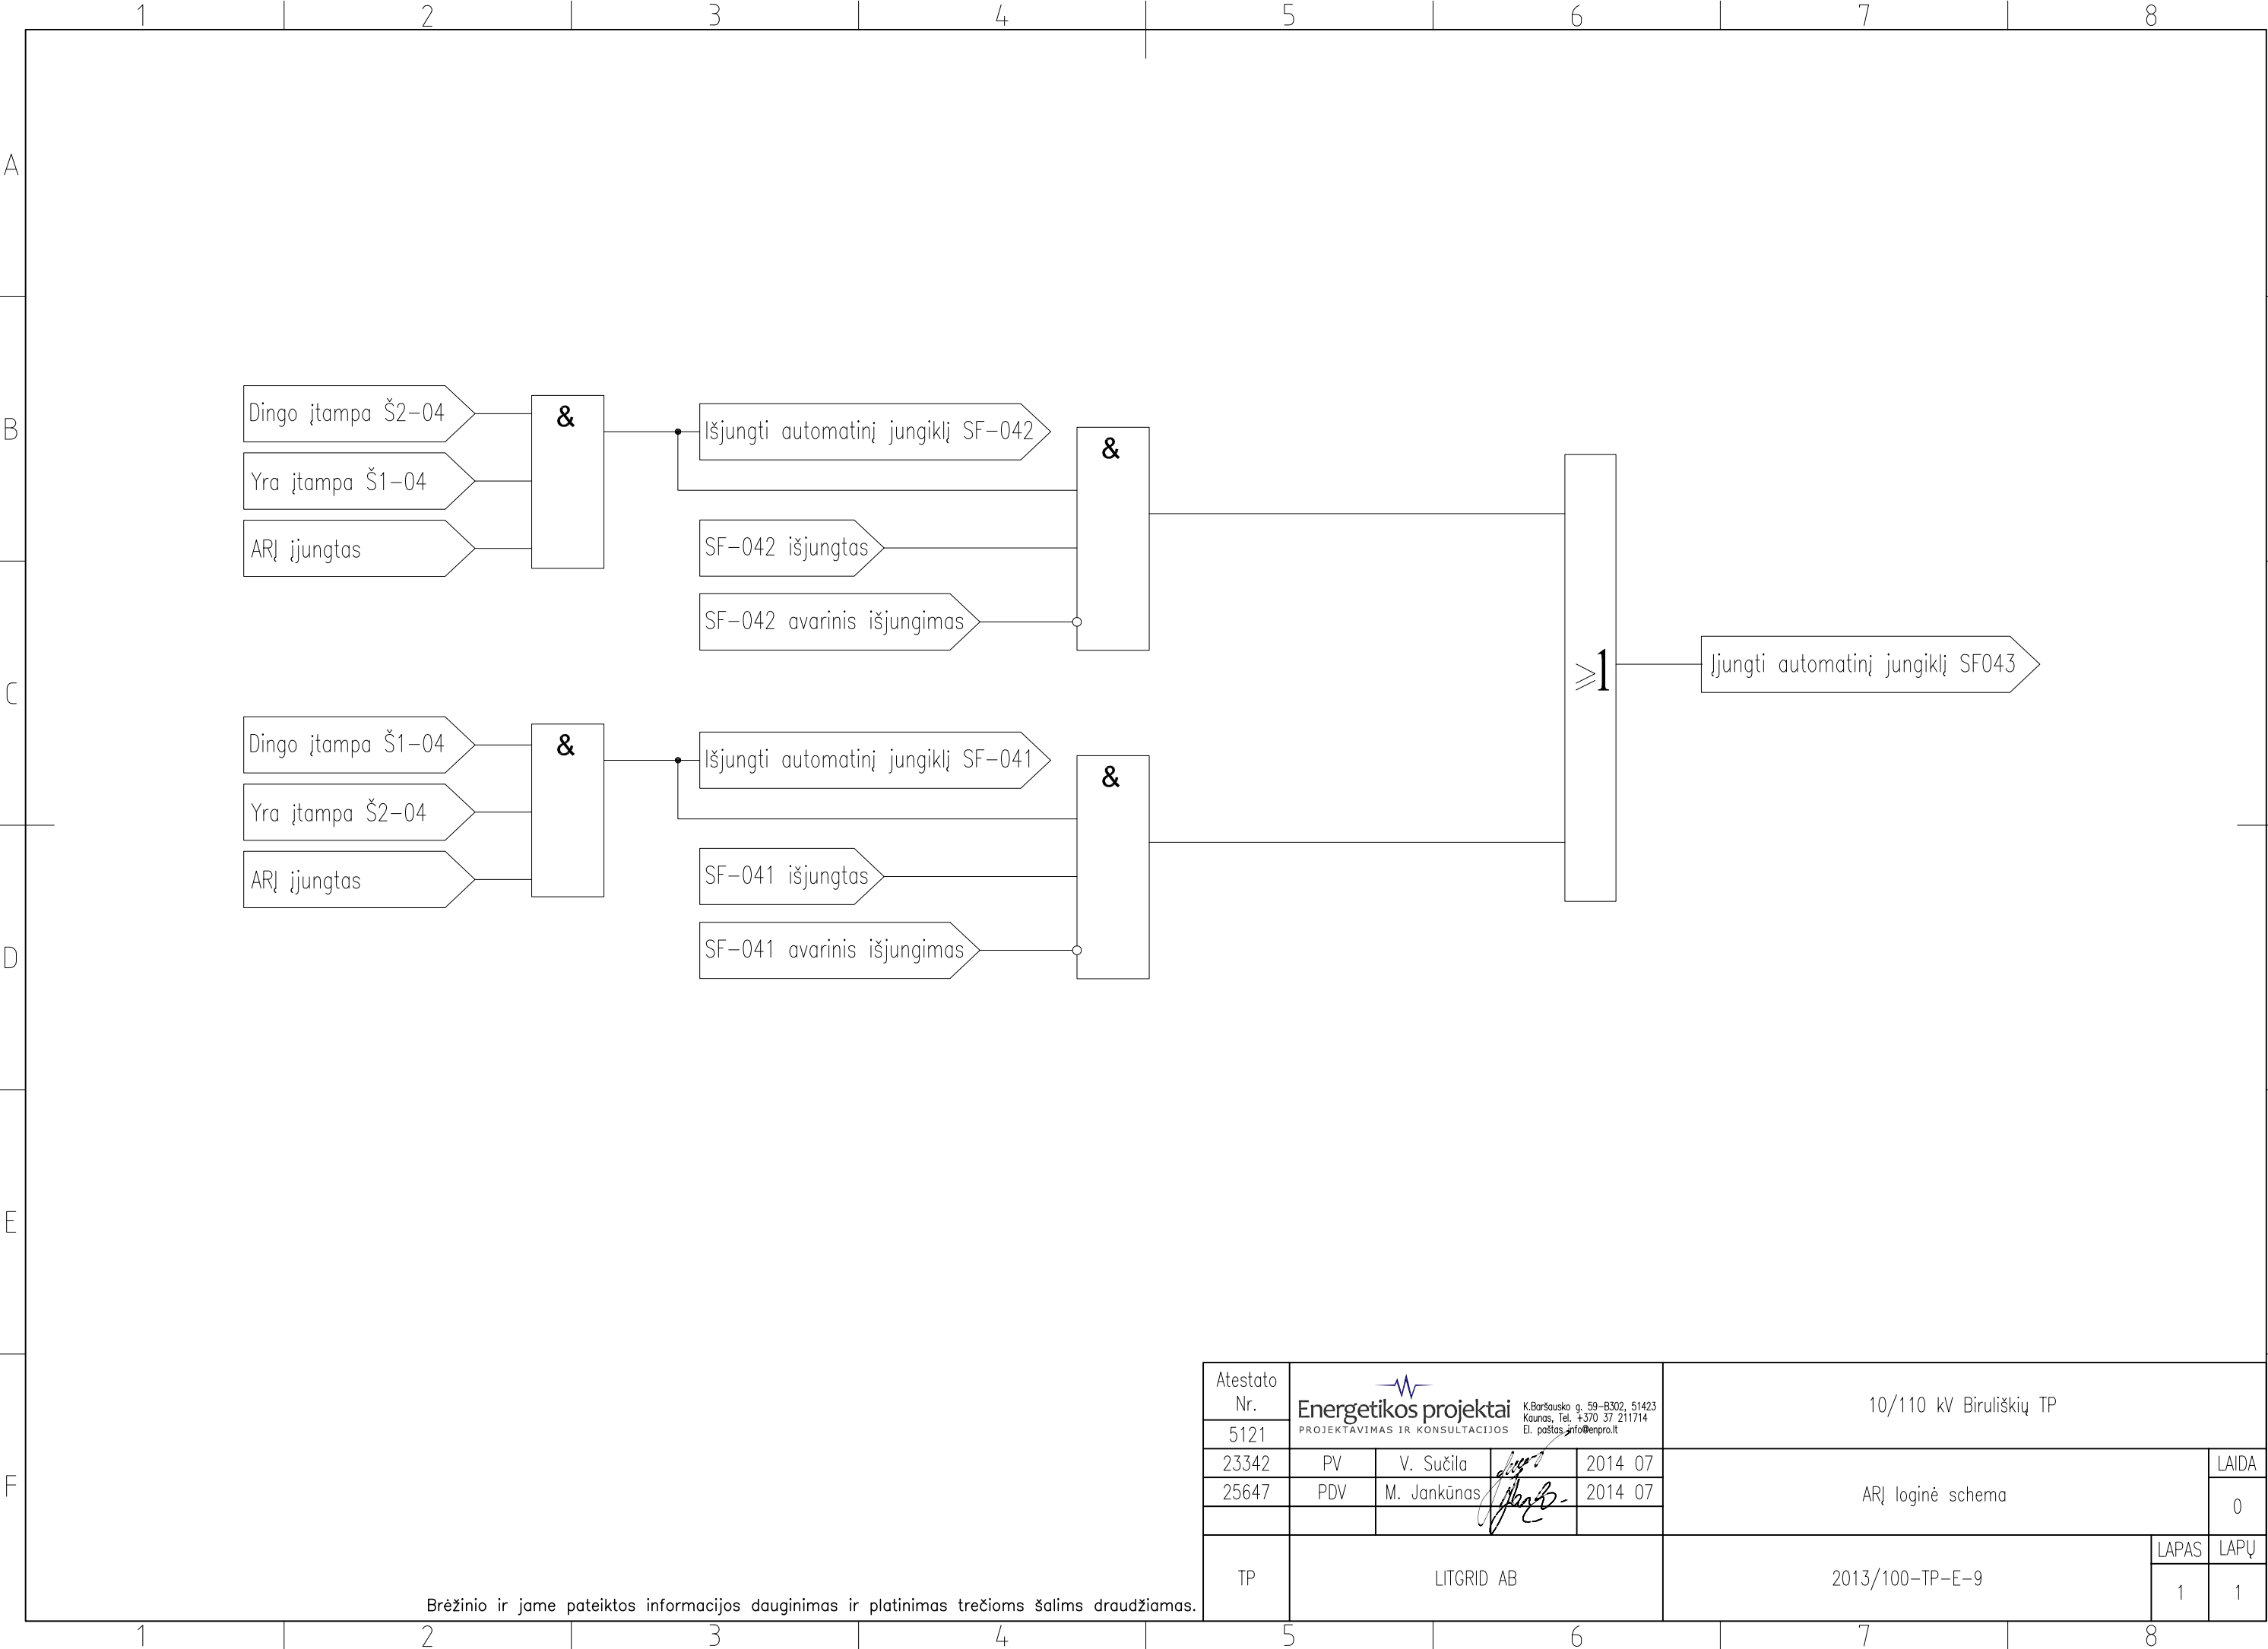 1 2 3 4 5 6 7 8
A
B
C
D
E
F
Dingo įtampa Š2-04
Yra įtampa Š1-04
ARĮ įjungtas
&
Išjungti automatinį jungiklį SF-042
SF-042 išjungtas
SF-042 avarinis išjungimas
&
Dingo įtampa Š1-04
Yra įtampa Š2-04
ARĮ įjungtas
&
Išjungti automatinį jungiklį SF-041
SF-041 išjungtas
SF-041 avarinis išjungimas
&
⩾1
Įjungti automatinį jungiklį SF043
Atestato
Nr.
5121
Energetikos projektai
PROJEKTAVIMAS IR KONSULTACIJOS
K.Baršausko g. 59-B302, 51423
Kaunas, Tel. +370 37 211714
El. paštas info@enpro.lt
10/110 kV Biruliškių TP
23342 PV V. Sučila 2014 07
25647 PDV M. Jankūnas 2014 07
ARĮ loginė schema
LAIDA
0
TP
LITGRID AB
2013/100-TP-E-9
LAPAS LAPŲ
1 1
Brėžinio ir jame pateiktos informacijos dauginimas ir platinimas trečioms šalims draudžiamas.
1 2 3 4 5 6 7 8